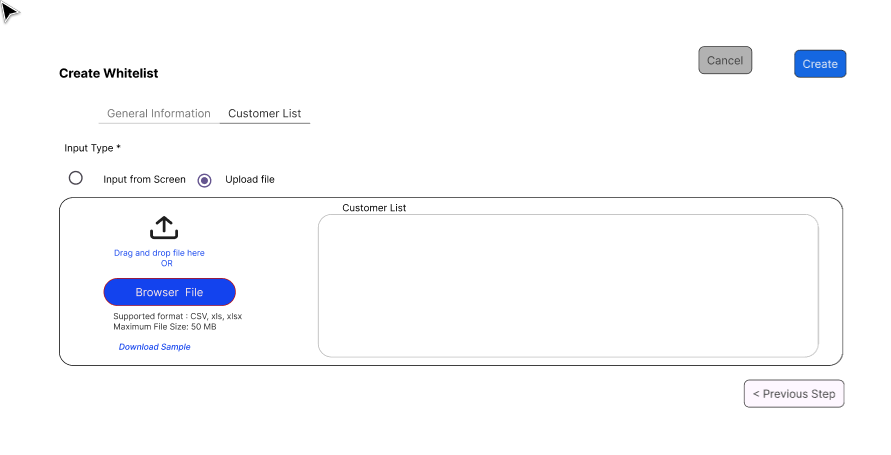 Cancel
Create
Create Whitelist
General Information
Customer List
Input Type *
Input from Screen
Upload file
Customer List
Drag and drop file here
OR
Browser File
Supported format : CSV, xls, xlsx
Maximum File Size: 50 MB
Download Sample
< Previous Step